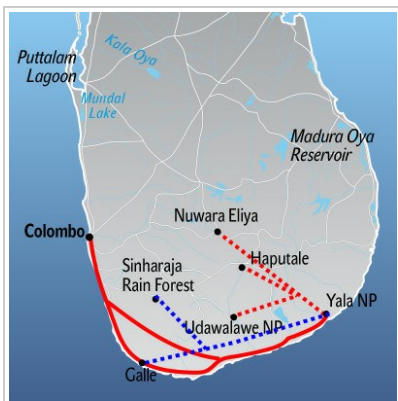 Kala Oya
Puttalam
Lagoon
Mundal
Lake
Madura Oya
Reservoir
Nuwara Eliya
Colombo
Haputale
Sinharaja
Rain Forest
Yala NP
Udawalawe NP
Galle